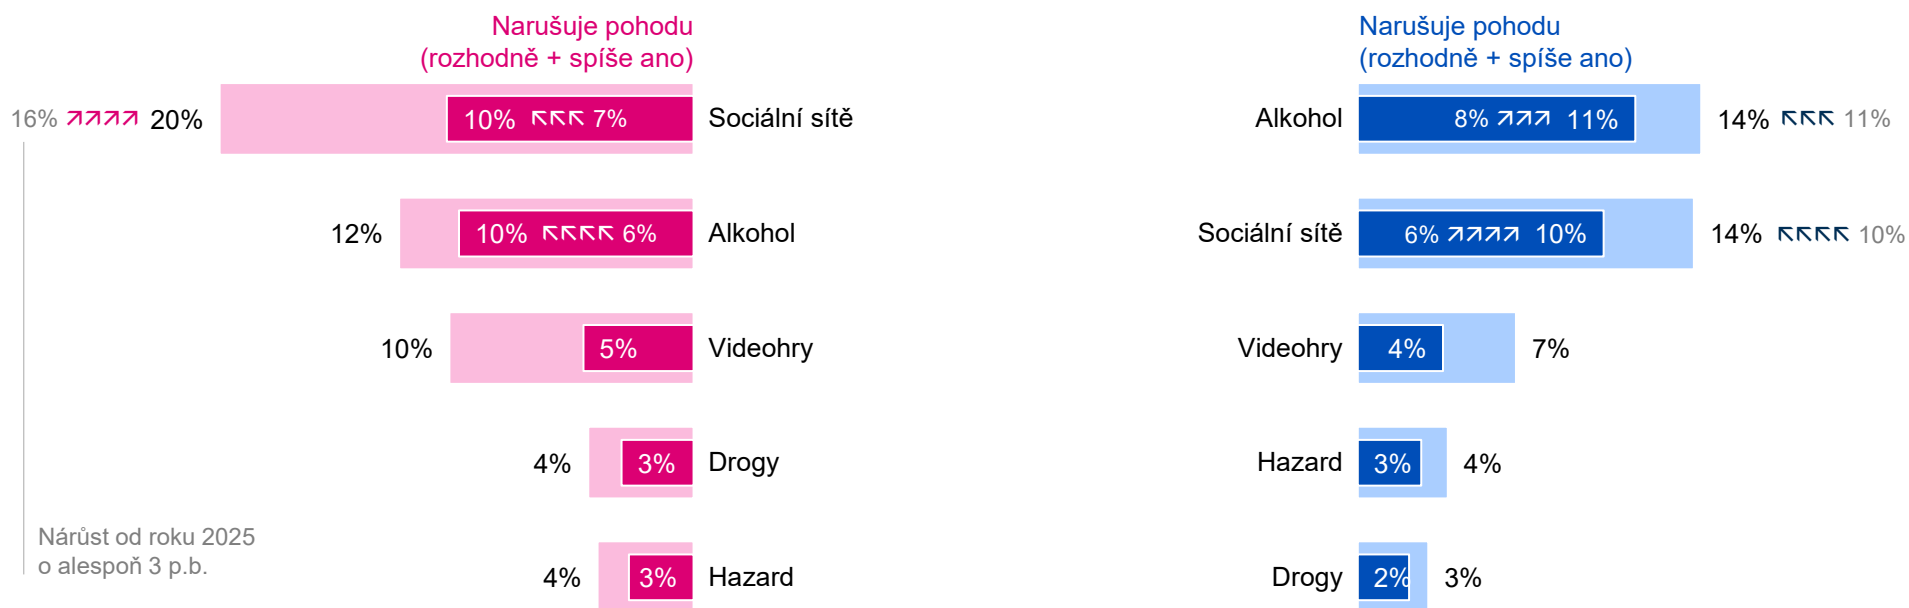 Narušuje pohodu
(rozhodně + spíše ano)
16% ↗↗↗↗ 20% 10% ↖↖↖ 7% Sociální sítě
12% 10% ↖↖↖↖ 6% Alkohol
10% 5% Videohry
4% 3% Drogy
4% 3% Hazard
Nárůst od roku 2025
o alespoň 3 p.b.
Narušuje pohodu
(rozhodně + spíše ano)
Alkohol 8% ↗↗↗ 11% 14% ↖↖↖ 11%
Sociální sítě 6% ↗↗↗↗ 10% 14% ↖↖↖↖ 10%
Videohry 4% 7%
Hazard 3% 4%
Drogy 2% 3%